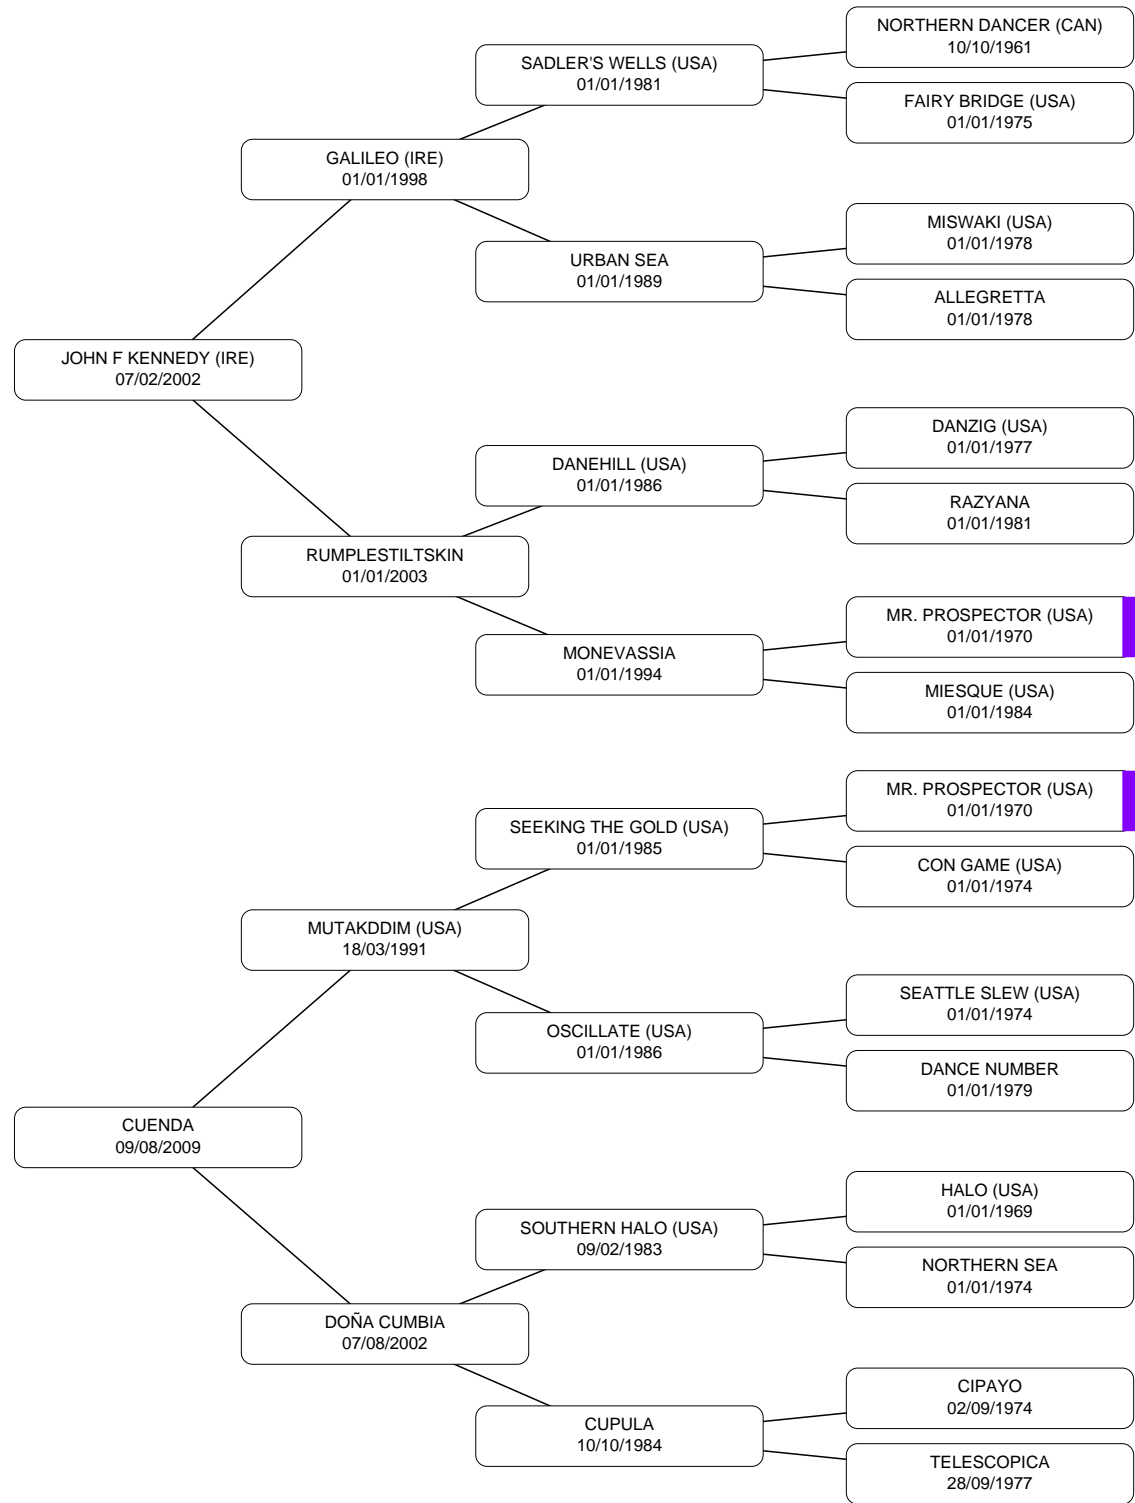 NORTHERN DANCER (CAN)
10/10/1961
SADLER'S WELLS (USA)
01/01/1981
FAIRY BRIDGE (USA)
01/01/1975
GALILEO (IRE)
01/01/1998
MISWAKI (USA)
01/01/1978
URBAN SEA
01/01/1989
ALLEGRETTA
01/01/1978
JOHN F KENNEDY (IRE)
07/02/2002
DANZIG (USA)
01/01/1977
DANEHILL (USA)
01/01/1986
RAZYANA
01/01/1981
RUMPLESTILTSKIN
01/01/2003
MR. PROSPECTOR (USA)
01/01/1970
MONEVASSIA
01/01/1994
MIESQUE (USA)
01/01/1984
MR. PROSPECTOR (USA)
01/01/1970
SEEKING THE GOLD (USA)
01/01/1985
CON GAME (USA)
01/01/1974
MUTAKDDIM (USA)
18/03/1991
SEATTLE SLEW (USA)
01/01/1974
OSCILLATE (USA)
01/01/1986
DANCE NUMBER
01/01/1979
CUENDA
09/08/2009
HALO (USA)
01/01/1969
SOUTHERN HALO (USA)
09/02/1983
NORTHERN SEA
01/01/1974
DOÑA CUMBIA
07/08/2002
CIPAYO
02/09/1974
CUPULA
10/10/1984
TELESCOPICA
28/09/1977